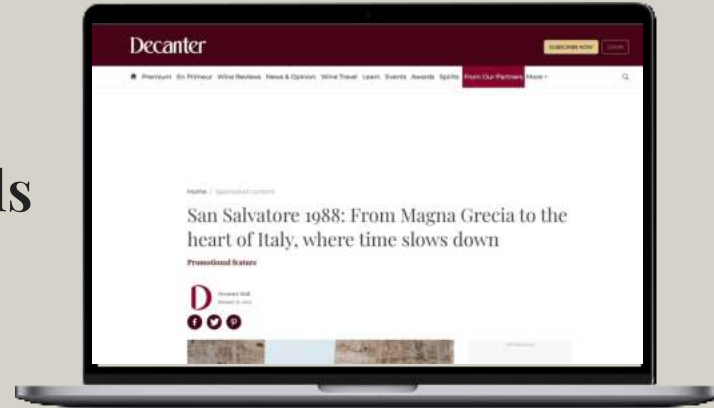 ls
Decanter
SUBSCRIBE NOW LOGIN
Premium En Primeur Wine Reviews News & Opinion Wine Travel Learn Events Awards Spirits From Our Partners More
Home / Sponsored content
San Salvatore 1988: From Magna Grecia to the
heart of Italy, where time slows down
Promotional feature
D